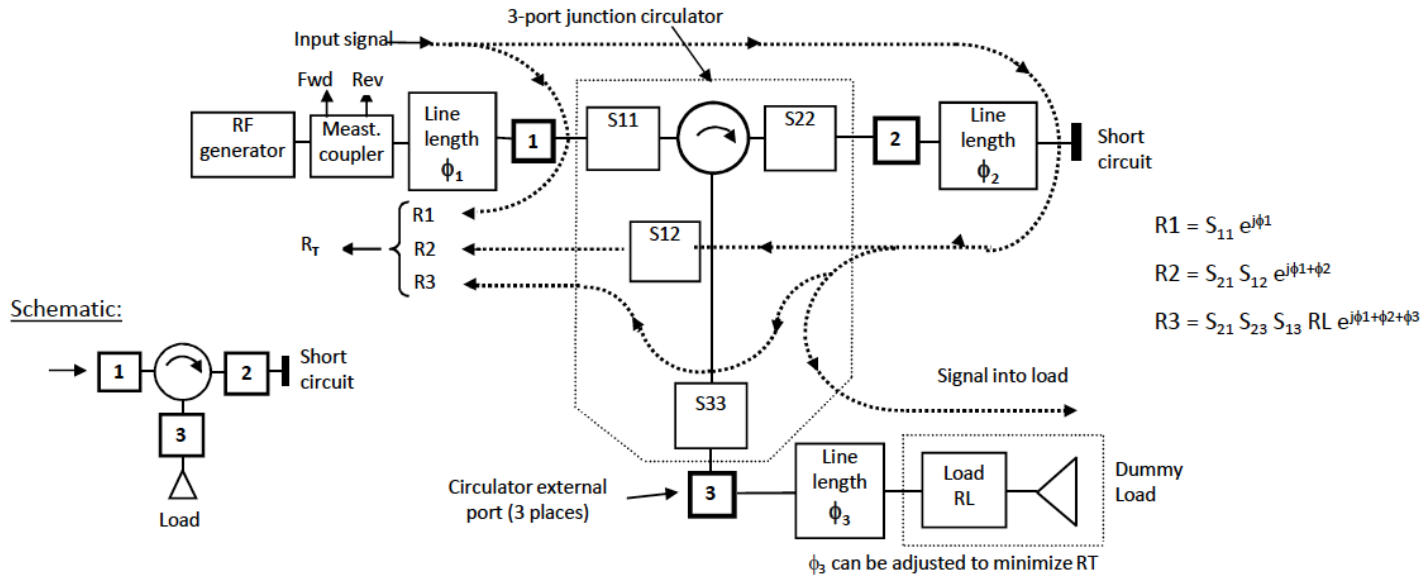 3-port junction circulator
Input signal
Fwd Rev
RF
generator
Meast.
coupler
Line
length
ϕ1
1
S11
S22
2
Line
length
ϕ2
Short
circuit
R1
RT
R2
R3
S12
R1 = S11 e^jϕ1
R2 = S21 S12 e^jϕ1+ϕ2
R3 = S21 S23 S13 RL e^jϕ1+ϕ2+ϕ3
Schematic:
1
2
Short
circuit
3
Load
S33
Signal into load
Circulator external
port (3 places)
3
Line
length
ϕ3
Load
RL
Dummy
Load
ϕ3 can be adjusted to minimize RT